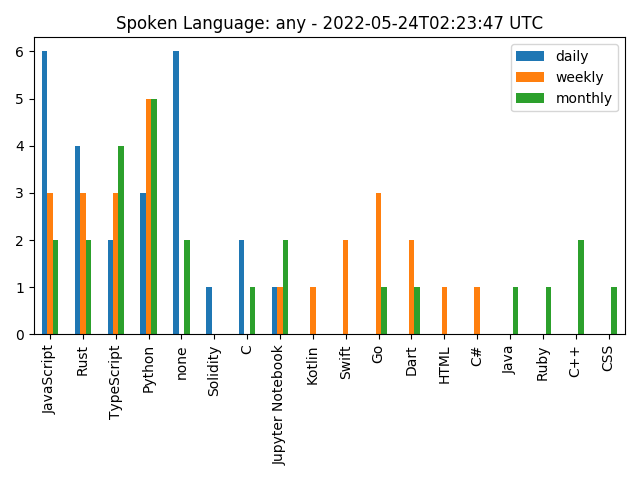 Spoken Language: any - 2022-05-24T02:23:47 UTC
daily
weekly
monthly
6
5
4
3
2
1
0
JavaScript
Rust
TypeScript
Python
none
Solidity
C
Jupyter Notebook
Kotlin
Swift
Go
Dart
HTML
C#
Java
Ruby
C++
CSS